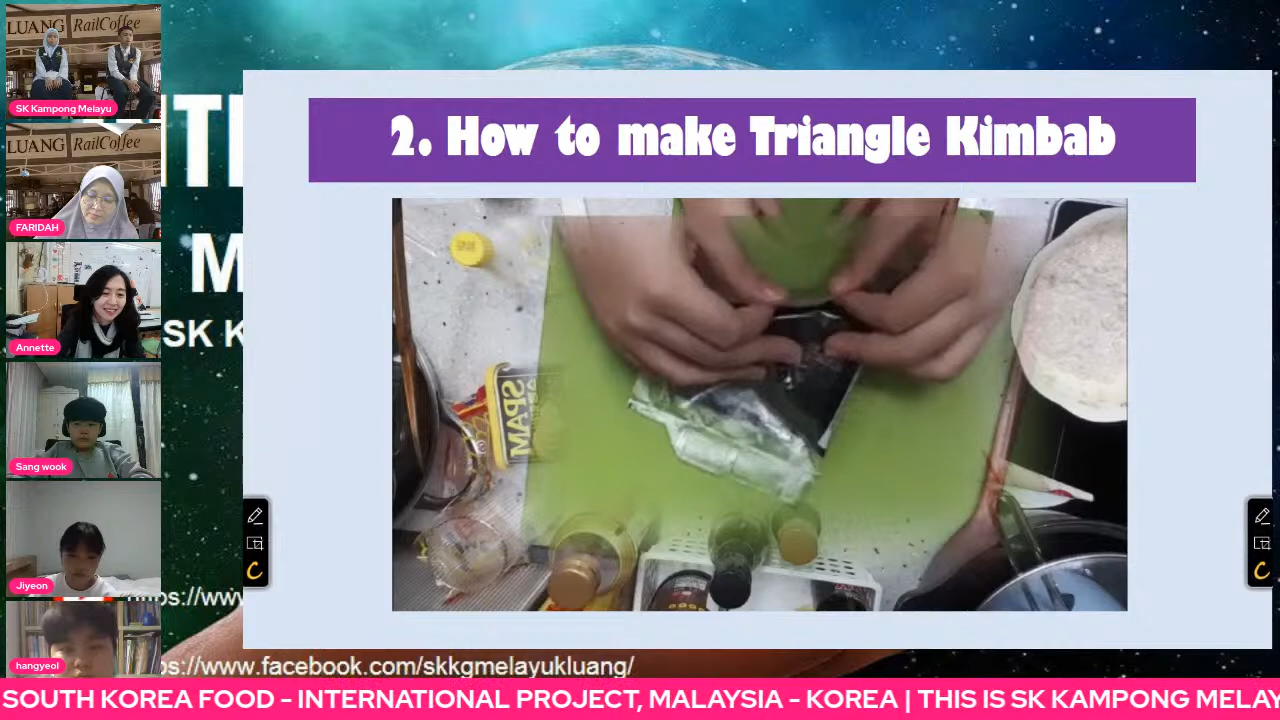 LUANG RailCoffee
SK Kampong Melayu
LUANG RailCoffee
FARIDAH
Annette
Sang wook
Jiyeon
hangyeol
M
SK K
2. How to make Triangle Kimbab
SPAM
https://www
ps://www.facebook.com/skkgmelayukluang/
SOUTH KOREA FOOD - INTERNATIONAL PROJECT, MALAYSIA - KOREA | THIS IS SK KAMPONG MELAY